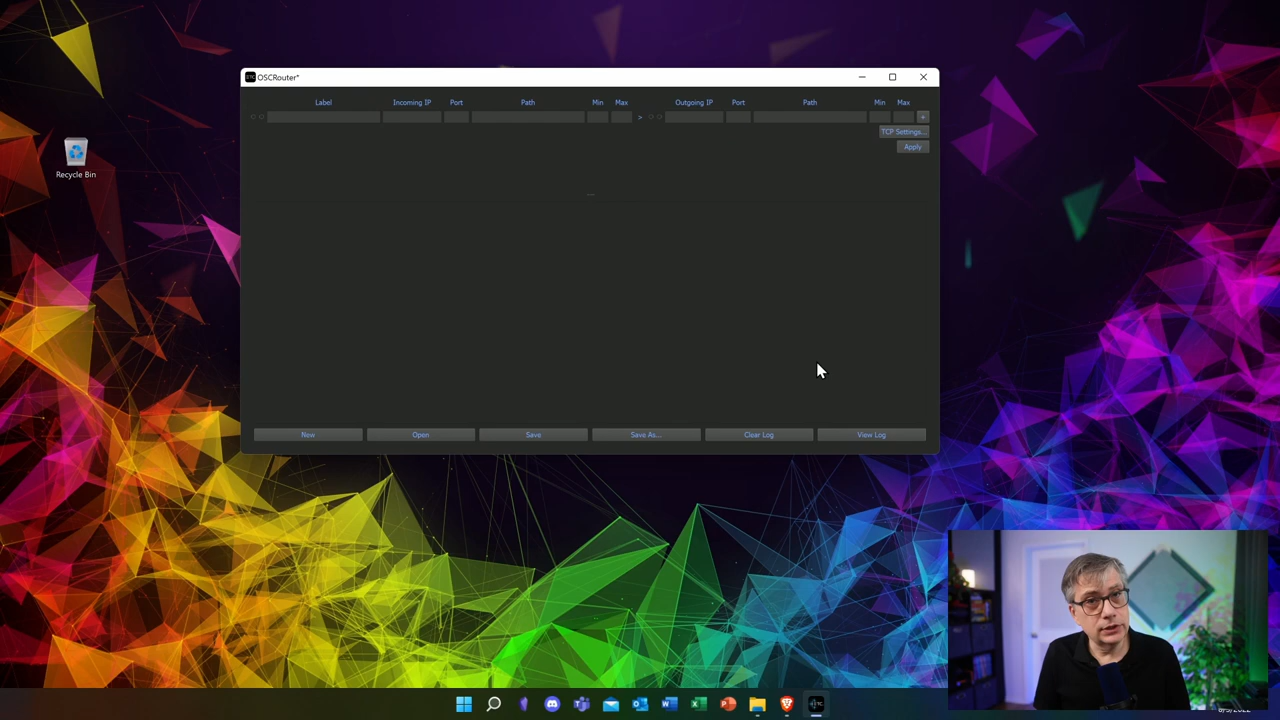 OSCRouter*
Label Incoming IP Port Path Min Max Outgoing IP Port Path Min Max
> +
TCP Settings...
Apply
Recycle Bin
New Open Save Save As... Clear Log View Log